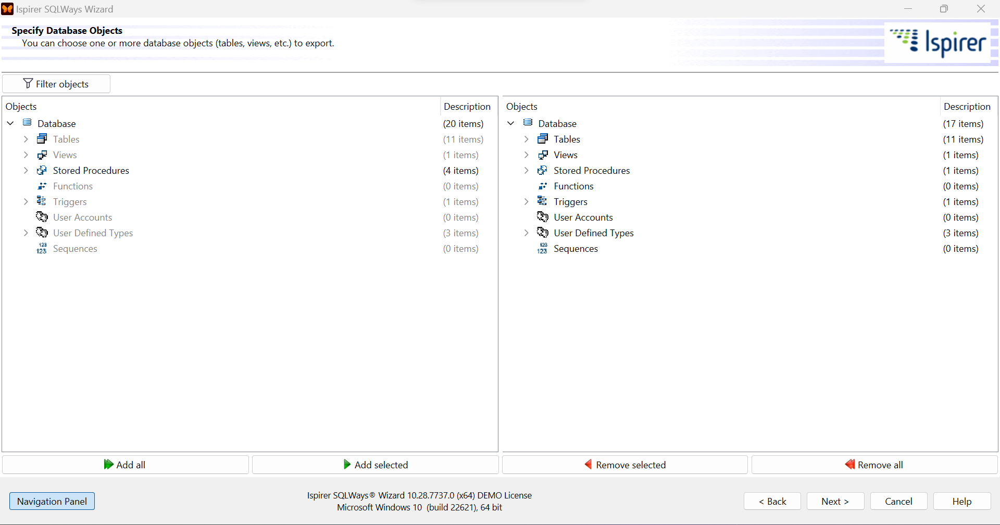 Ispirer SQLWays Wizard
Specify Database Objects
You can choose one or more database objects (tables, views, etc.) to export.
Ispirer
Filter objects
Objects Description
Database (20 items)
Tables (11 items)
Views (1 items)
Stored Procedures (4 items)
Functions (0 items)
Triggers (1 items)
User Accounts (0 items)
User Defined Types (3 items)
Sequences (0 items)
Objects Description
Database (17 items)
Tables (11 items)
Views (1 items)
Stored Procedures (1 items)
Functions (0 items)
Triggers (1 items)
User Accounts (0 items)
User Defined Types (3 items)
Sequences (0 items)
Add all Add selected Remove selected Remove all
Navigation Panel
Ispirer SQLWays® Wizard 10.28.7737.0 (x64) DEMO License
Microsoft Windows 10 (build 22621), 64 bit
< Back Next > Cancel Help